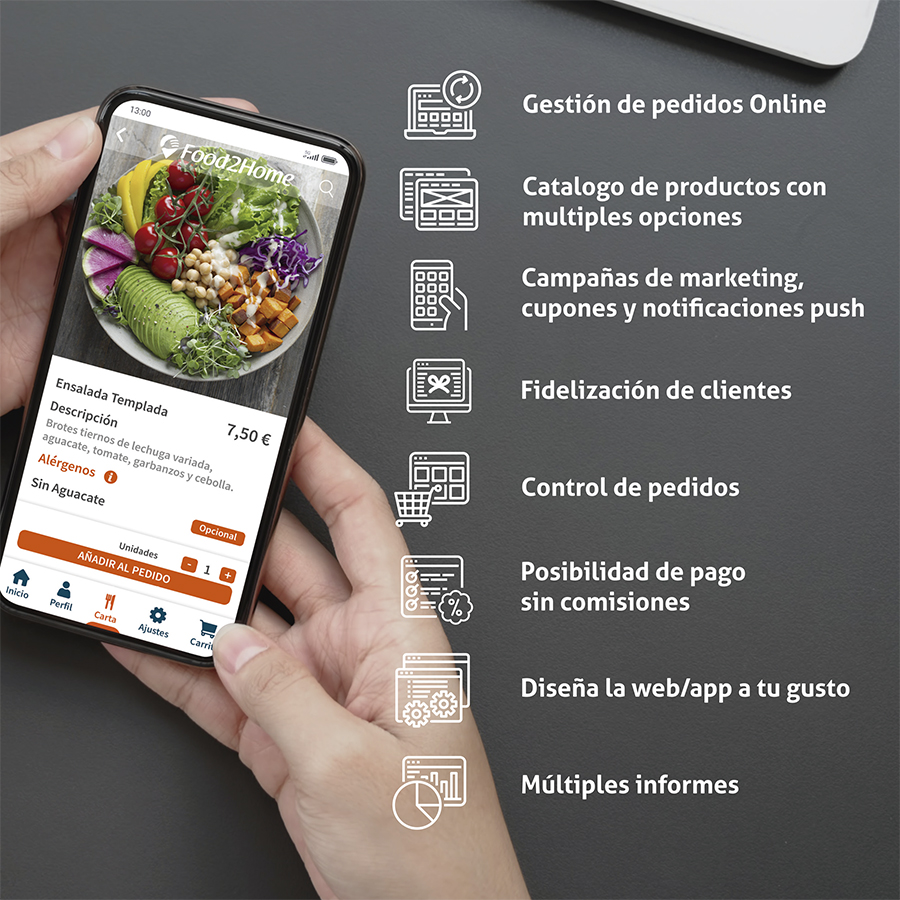 13:00
5G
Food2Home
Ensalada Templada
Descripción
7,50 €
Brotes tiernos de lechuga variada,
aguacate, tomate, garbanzos y cebolla.
Alérgenos i
Sin Aguacate
Opcional
Unidades
- 1 +
AÑADIR AL PEDIDO
Inicio
Perfil
Carta
Ajustes
Gestión de pedidos Online
Catalogo de productos con
multiples opciones
Campañas de marketing,
cupones y notificaciones push
Fidelización de clientes
Control de pedidos
Posibilidad de pago
sin comisiones
%
Diseña la web/app a tu gusto
Múltiples informes